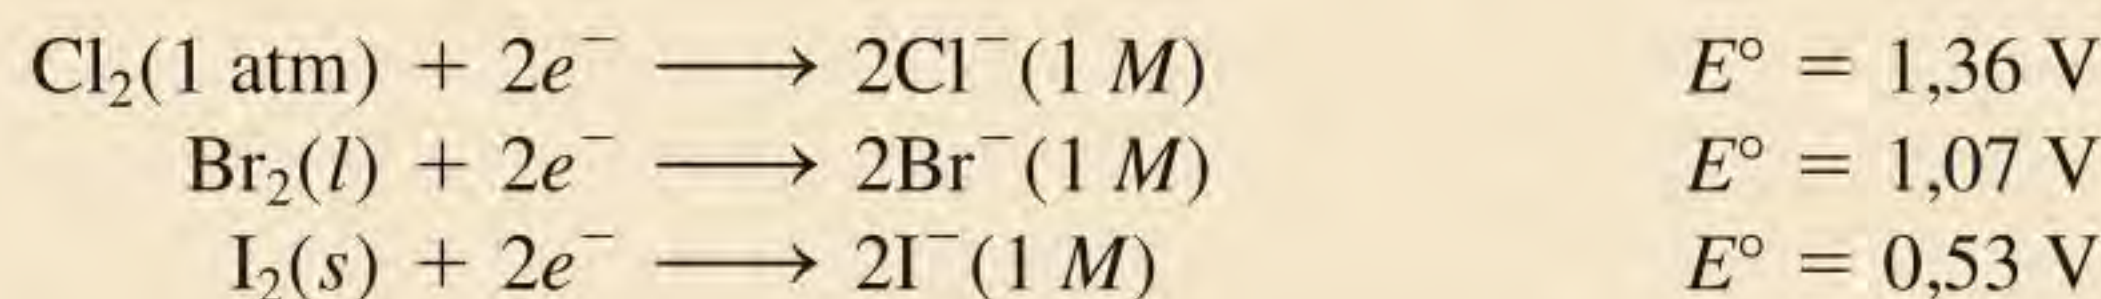 Cl₂(1 atm) + 2e⁻ ⟶ 2Cl⁻(1 M) E° = 1,36 V
Br₂(l) + 2e⁻ ⟶ 2Br⁻(1 M) E° = 1,07 V
I₂(s) + 2e⁻ ⟶ 2I⁻(1 M) E° = 0,53 V